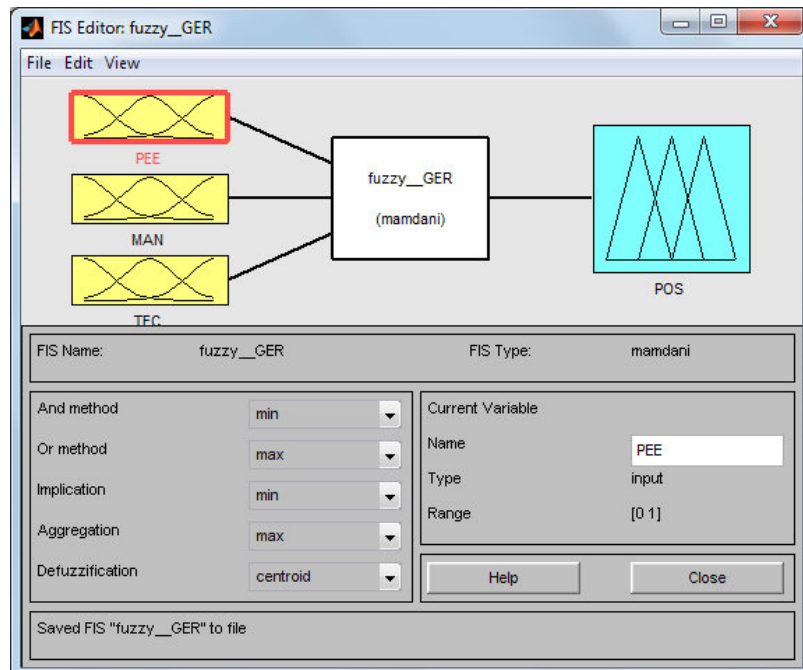 FIS Editor: fuzzy__GER
File Edit View
PEE
MAN
TEC
fuzzy__GER
(mamdani)
POS
FIS Name: fuzzy__GER FIS Type: mamdani
And method min
Or method max
Implication min
Aggregation max
Defuzzification centroid
Current Variable
Name PEE
Type input
Range [0 1]
Help Close
Saved FIS "fuzzy__GER" to file